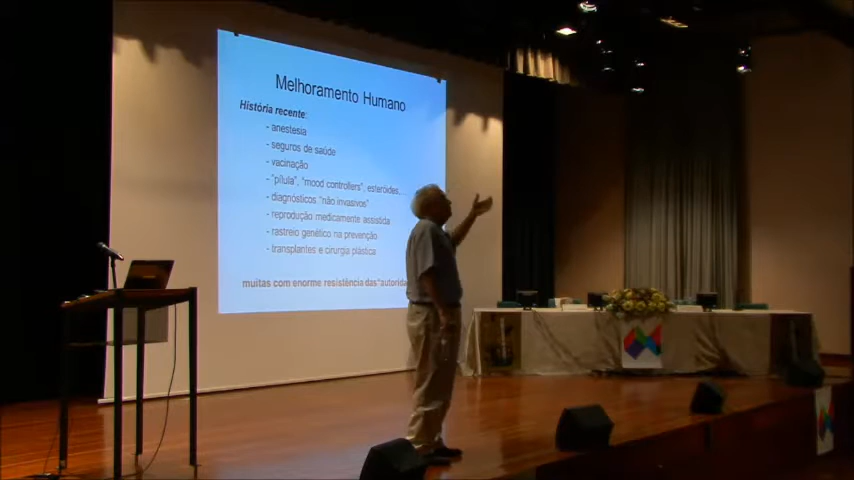 Melhoramento Humano
História recente:
- anestesia
- seguros de saúde
- vacinação
- "pílula", "mood controllers", esteróides..
- diagnósticos "não invasivos"
- reprodução medicamente assistida
- rastreio genético na prevenção
- transplantes e cirurgia plástica
muitas com enorme resistência das "autorida